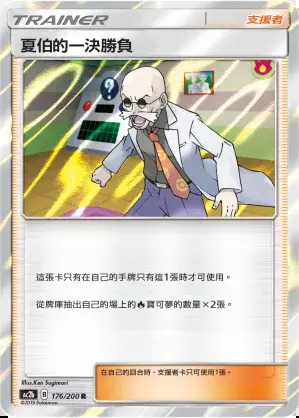 TRAINER
支援者
夏伯的一決勝負
?
這張卡只有在自己的手牌只有這1張時才可使用。
從牌庫抽出自己的場上的🔥寶可夢的數量×2張。
Illus.Ken Sugimori
AC2b B 176/200 R
©2019 Pokémon
在自己的回合時,支援者卡只可使用1張。